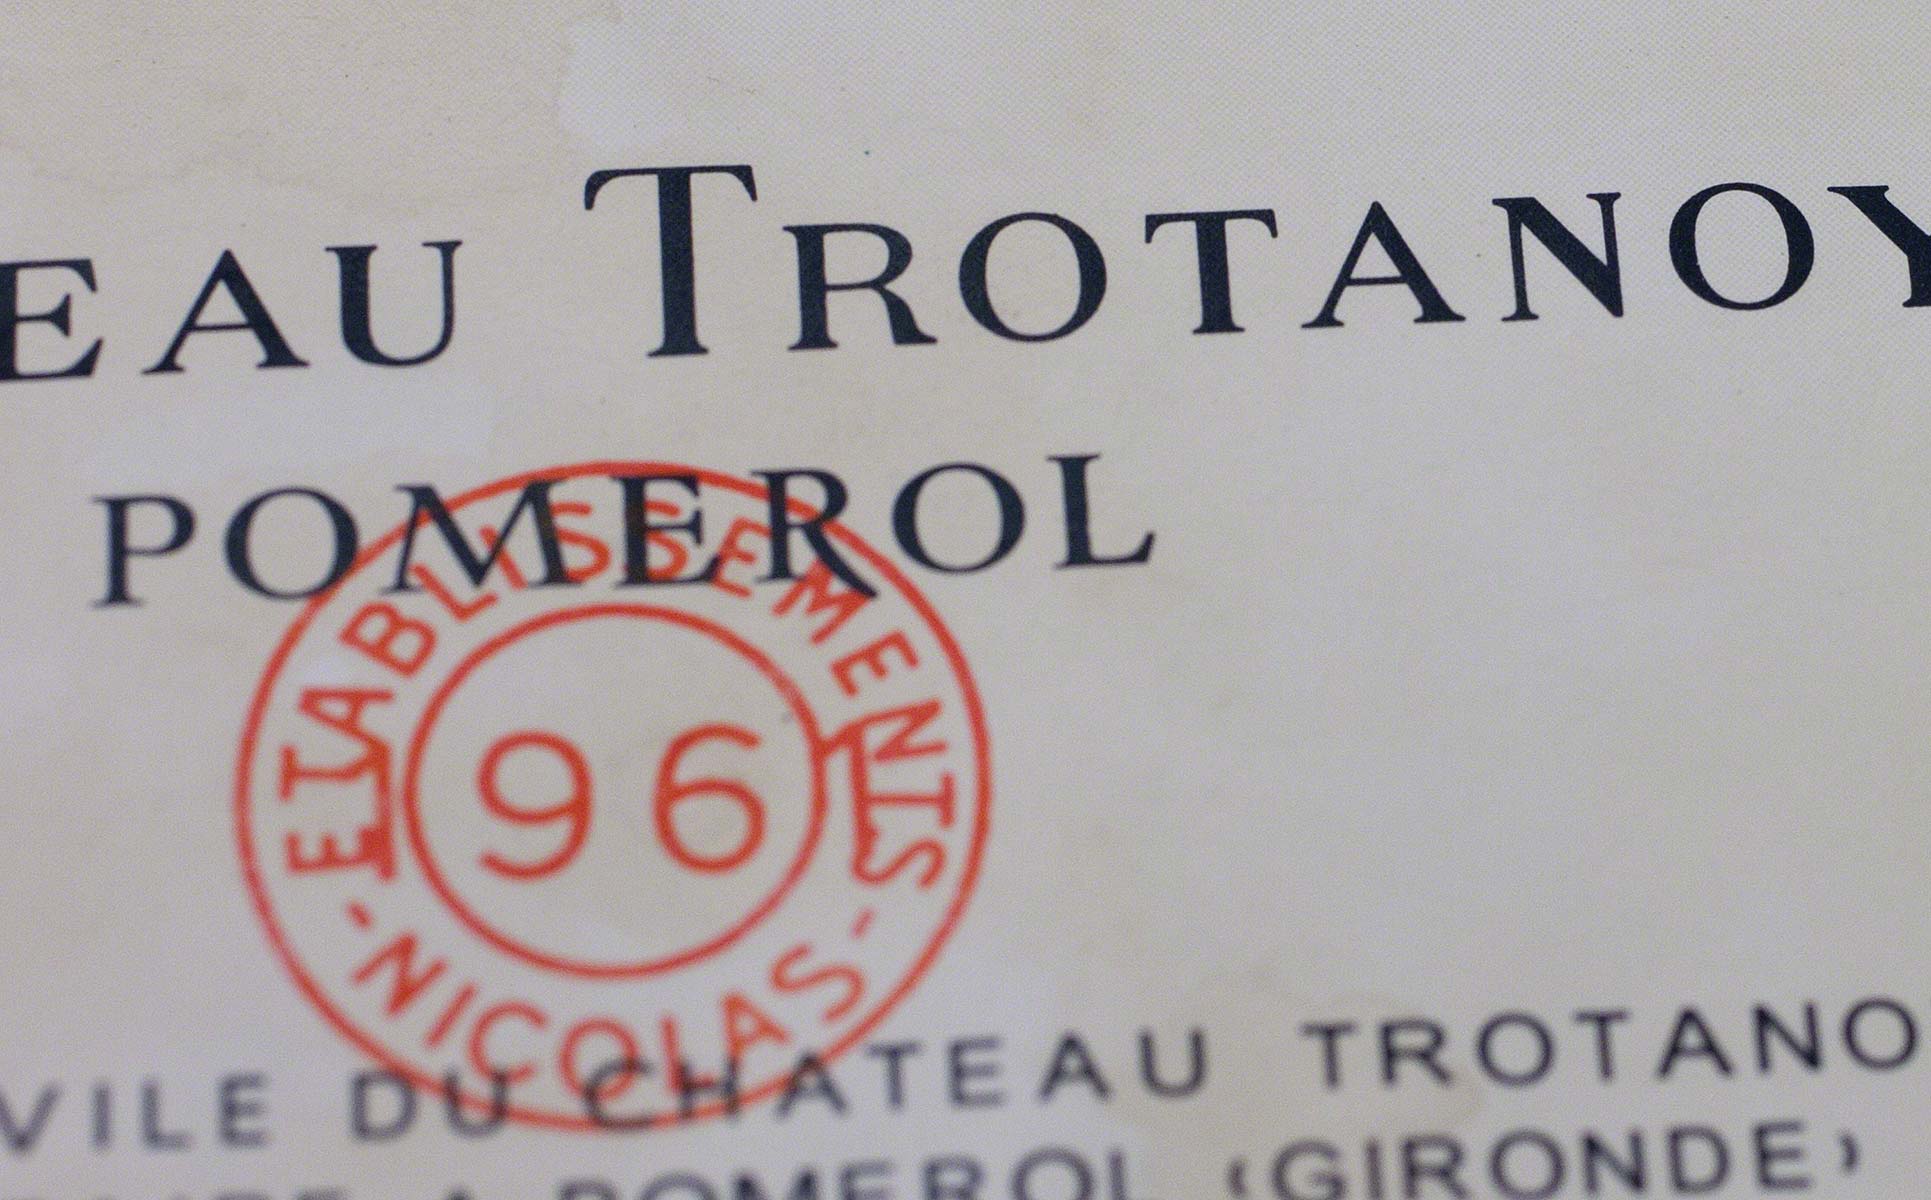 EAU TROTANOY
POMEROL
ETABLISSEMENTS
96
- NICOLAS -
VILE DU CHATEAU TROTANO
A POMEROL (GIRONDE)